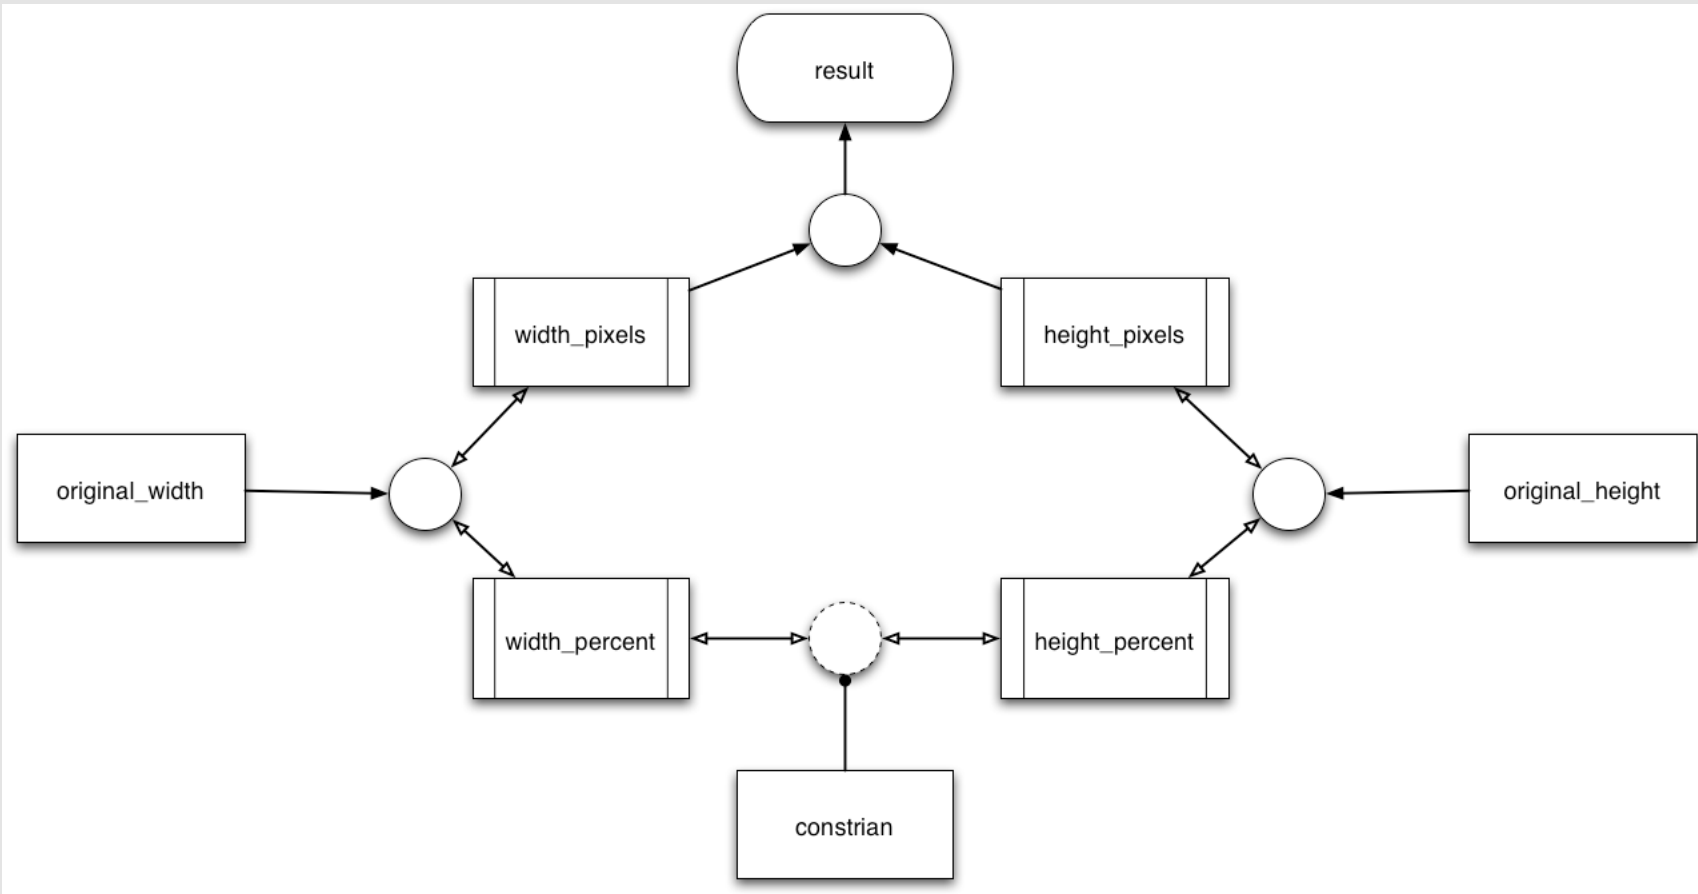 result
width_pixels
height_pixels
original_width
original_height
width_percent
height_percent
constrian